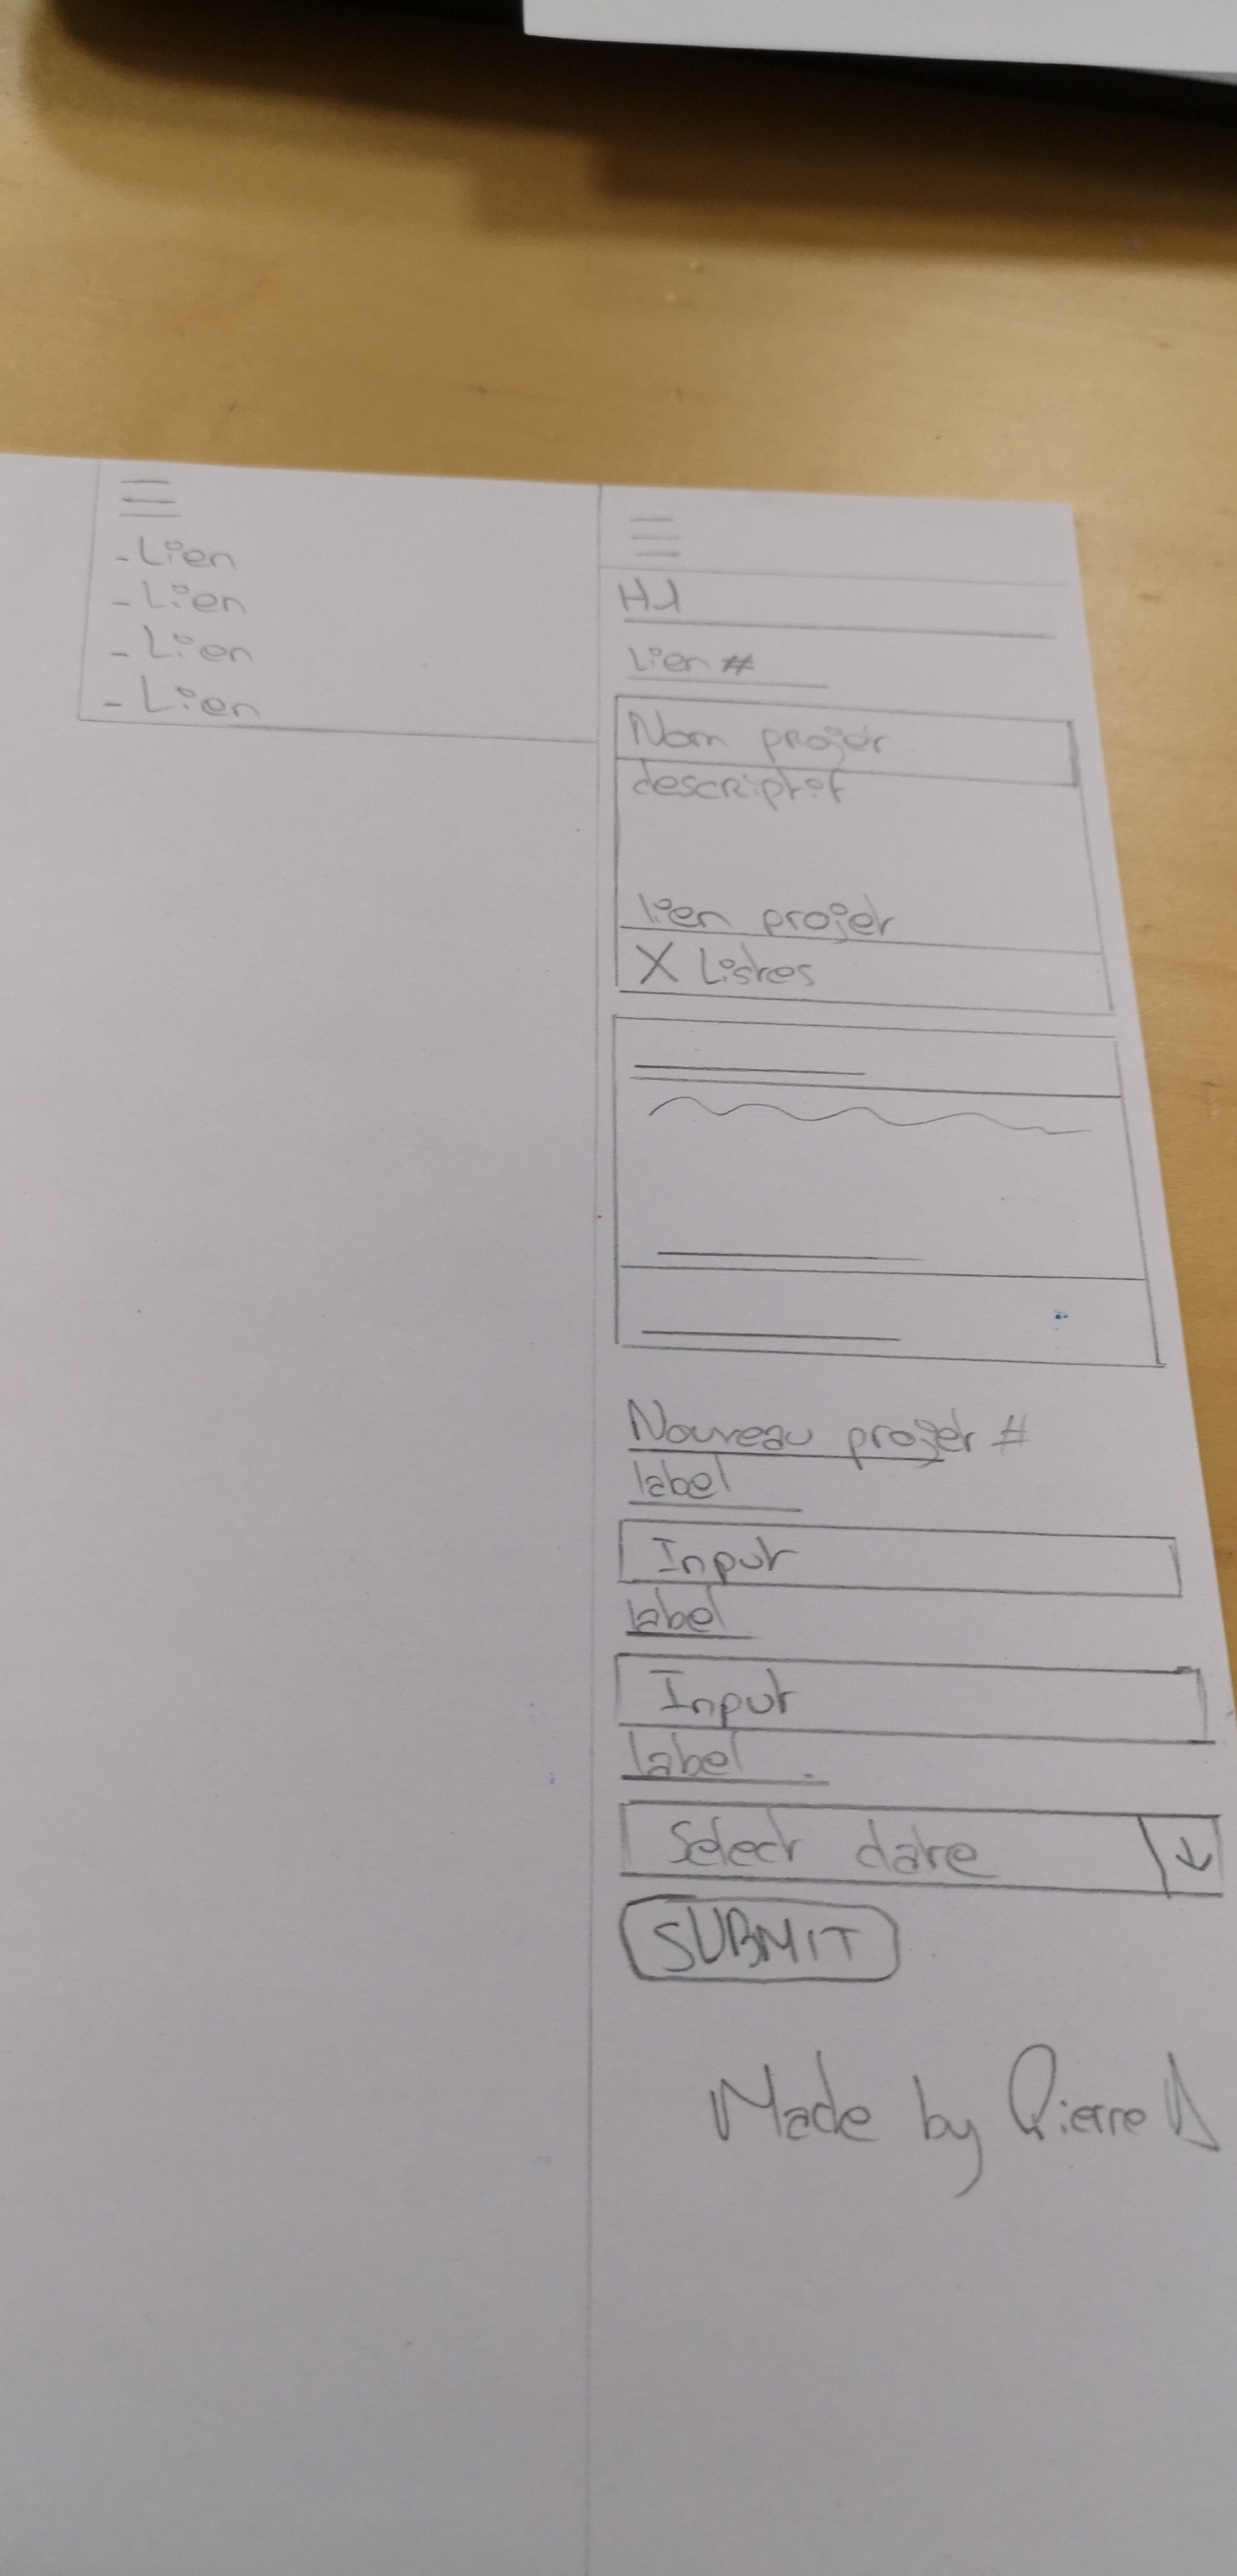 - Lien
- Lien
- Lien
- Lien
H1
Lien #
Nom projet
descriptif
lien projet
X Listes
Nouveau projet #
label
Input
label
Input
label
Select date
SUBMIT
Made by Pierre